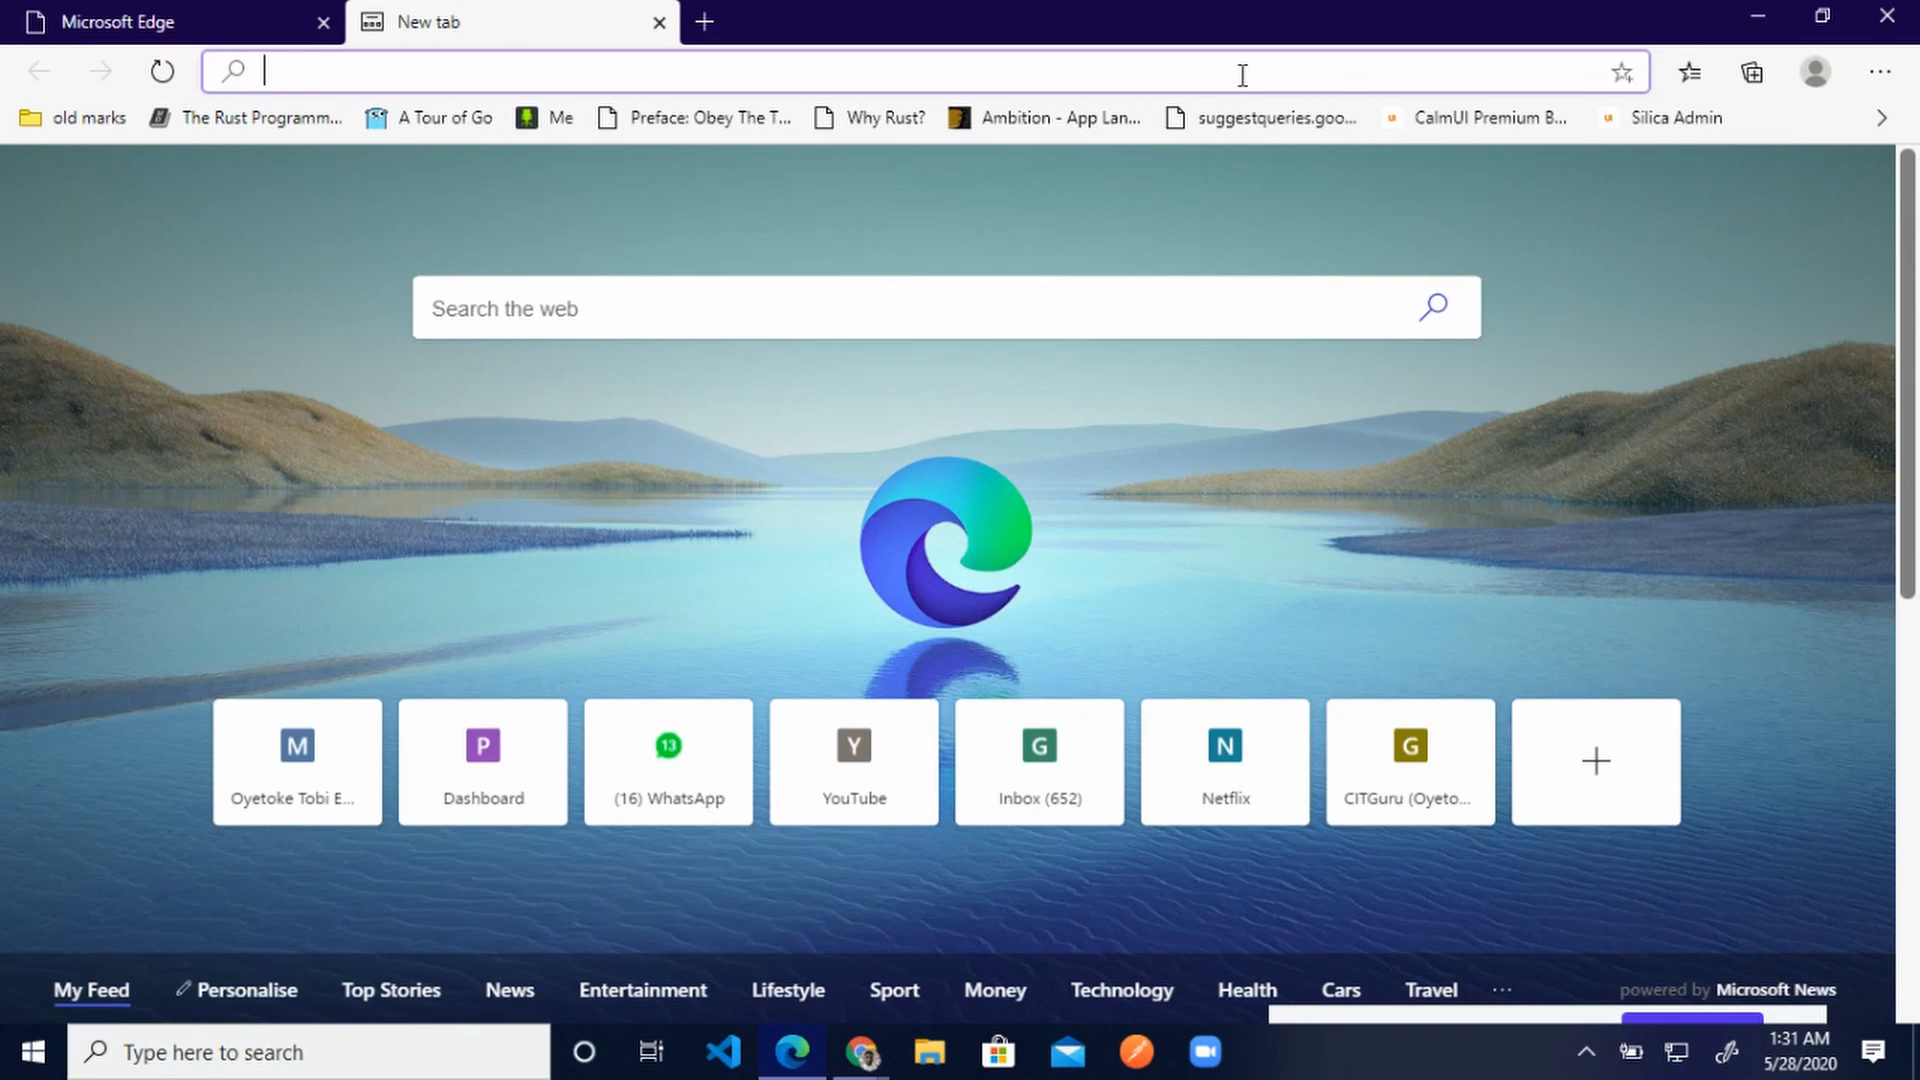 Microsoft Edge
New tab
old marks
The Rust Programm...
A Tour of Go
Me
Preface: Obey The T...
Why Rust?
Ambition - App Lan...
suggestqueries.goo...
CalmUI Premium B...
Silica Admin
Search the web
M
Oyetoke Tobi E...
P
Dashboard
13
(16) WhatsApp
Y
YouTube
G
Inbox (652)
N
Netflix
G
CITGuru (Oyeto...
My Feed
Personalise
Top Stories
News
Entertainment
Lifestyle
Sport
Money
Technology
Health
Cars
Travel
...
powered by Microsoft News
Type here to search
1:31 AM
5/28/2020